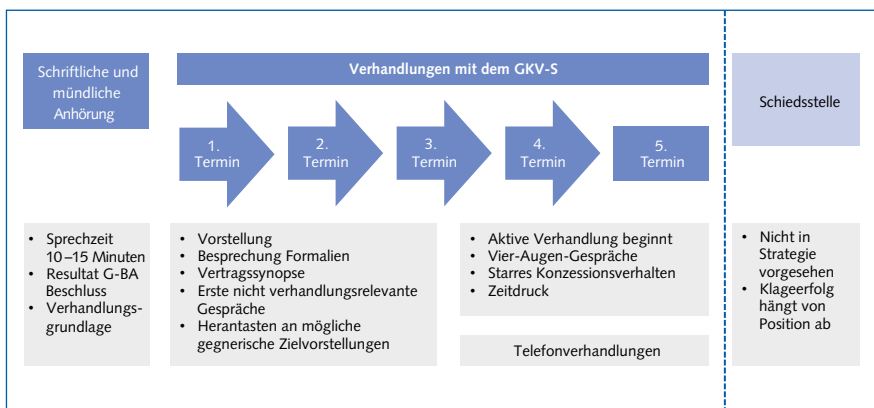 Schriftliche und
mündliche
Anhörung
Verhandlungen mit dem GKV-S
Schiedsstelle
1.
Termin
2.
Termin
3.
Termin
4.
Termin
5.
Termin
• Sprechzeit
10–15 Minuten
• Resultat G-BA
Beschluss
• Verhandlungs-
grundlage
• Vorstellung
• Besprechung Formalien
• Vertragssynopse
• Erste nicht verhandlungsrelevante
Gespräche
• Herantasten an mögliche
gegnerische Zielvorstellungen
• Aktive Verhandlung beginnt
• Vier-Augen-Gespräche
• Starres Konzessionsverhalten
• Zeitdruck
Telefonverhandlungen
• Nicht in
Strategie
vorgesehen
• Klageerfolg
hängt von
Position ab